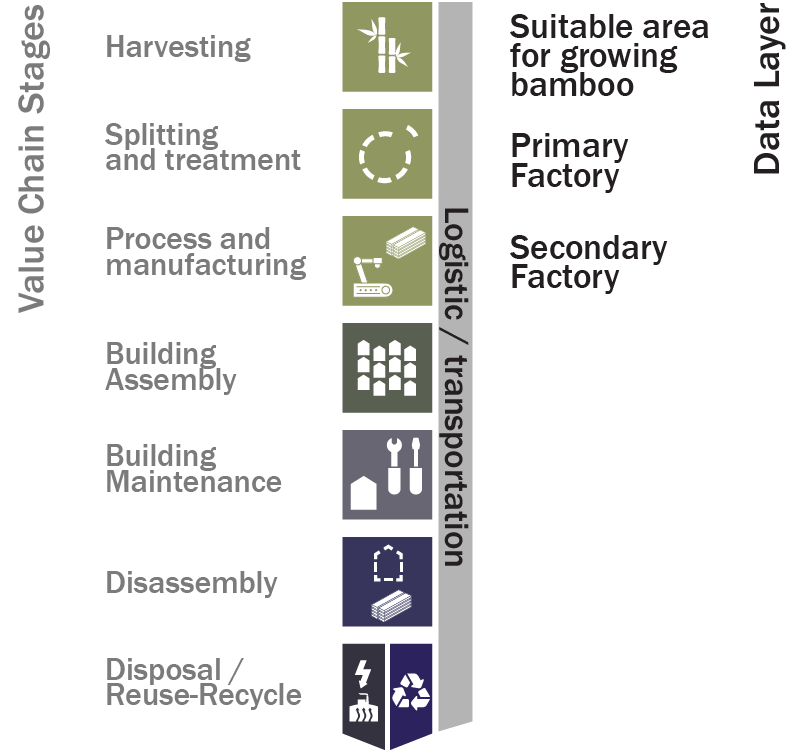 Value Chain Stages
Harvesting
Splitting
and treatment
Process and
manufacturing
Building
Assembly
Building
Maintenance
Disassembly
Disposal /
Reuse-Recycle
Logistic / transportation
Suitable area
for growing
bamboo
Primary
Factory
Secondary
Factory
Data Layer